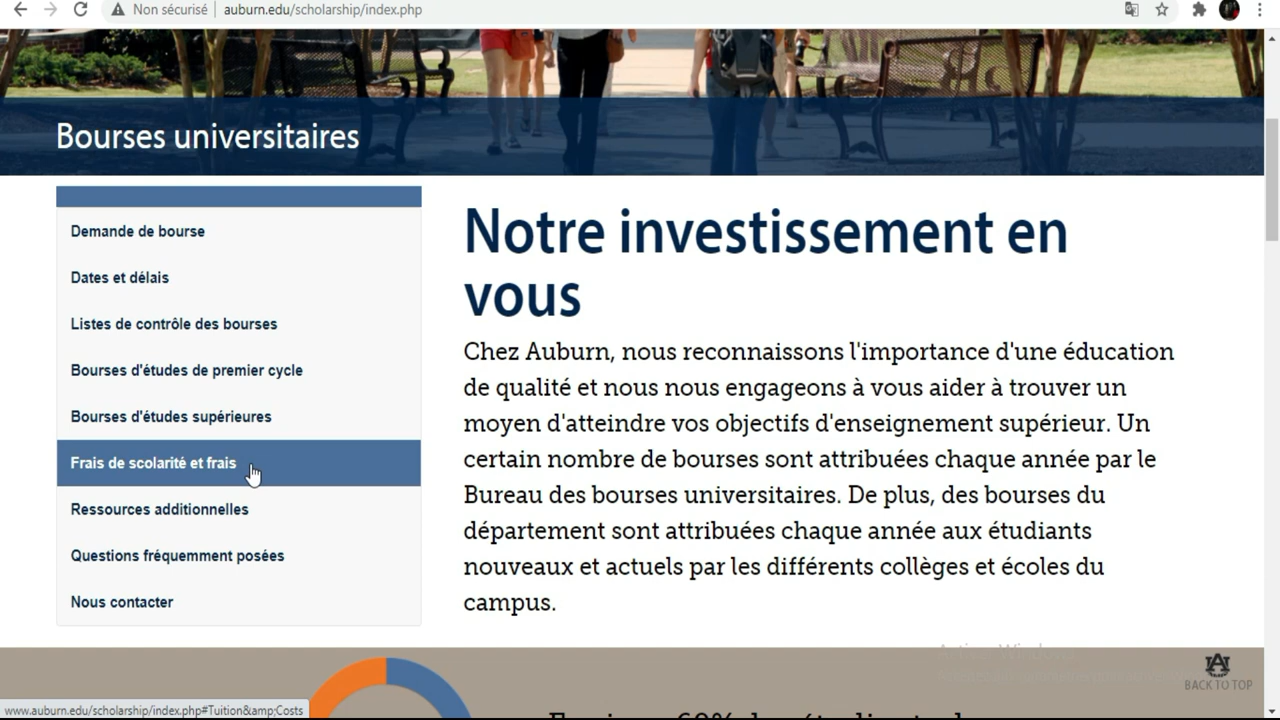 Non sécurisé | auburn.edu/scholarship/index.php
Bourses universitaires
Demande de bourse
Dates et délais
Listes de contrôle des bourses
Bourses d'études de premier cycle
Bourses d'études supérieures
Frais de scolarité et frais
Ressources additionnelles
Questions fréquemment posées
Nous contacter
Notre investissement en
vous
Chez Auburn, nous reconnaissons l'importance d'une éducation
de qualité et nous nous engageons à vous aider à trouver un
moyen d'atteindre vos objectifs d'enseignement supérieur. Un
certain nombre de bourses sont attribuées chaque année par le
Bureau des bourses universitaires. De plus, des bourses du
département sont attribuées chaque année aux étudiants
nouveaux et actuels par les différents collèges et écoles du
campus.
BACK TO TOP
www.auburn.edu/scholarship/index.php#Tuition&amp;Costs